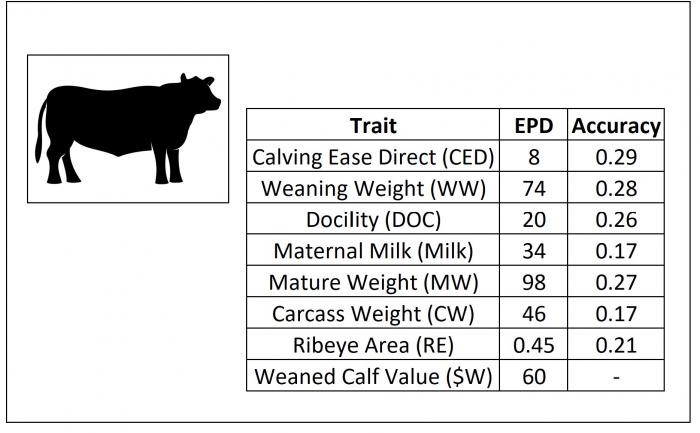 Trait EPD Accuracy
Calving Ease Direct (CED) 8 0.29
Weaning Weight (WW) 74 0.28
Docility (DOC) 20 0.26
Maternal Milk (Milk) 34 0.17
Mature Weight (MW) 98 0.27
Carcass Weight (CW) 46 0.17
Ribeye Area (RE) 0.45 0.21
Weaned Calf Value ($W) 60 -